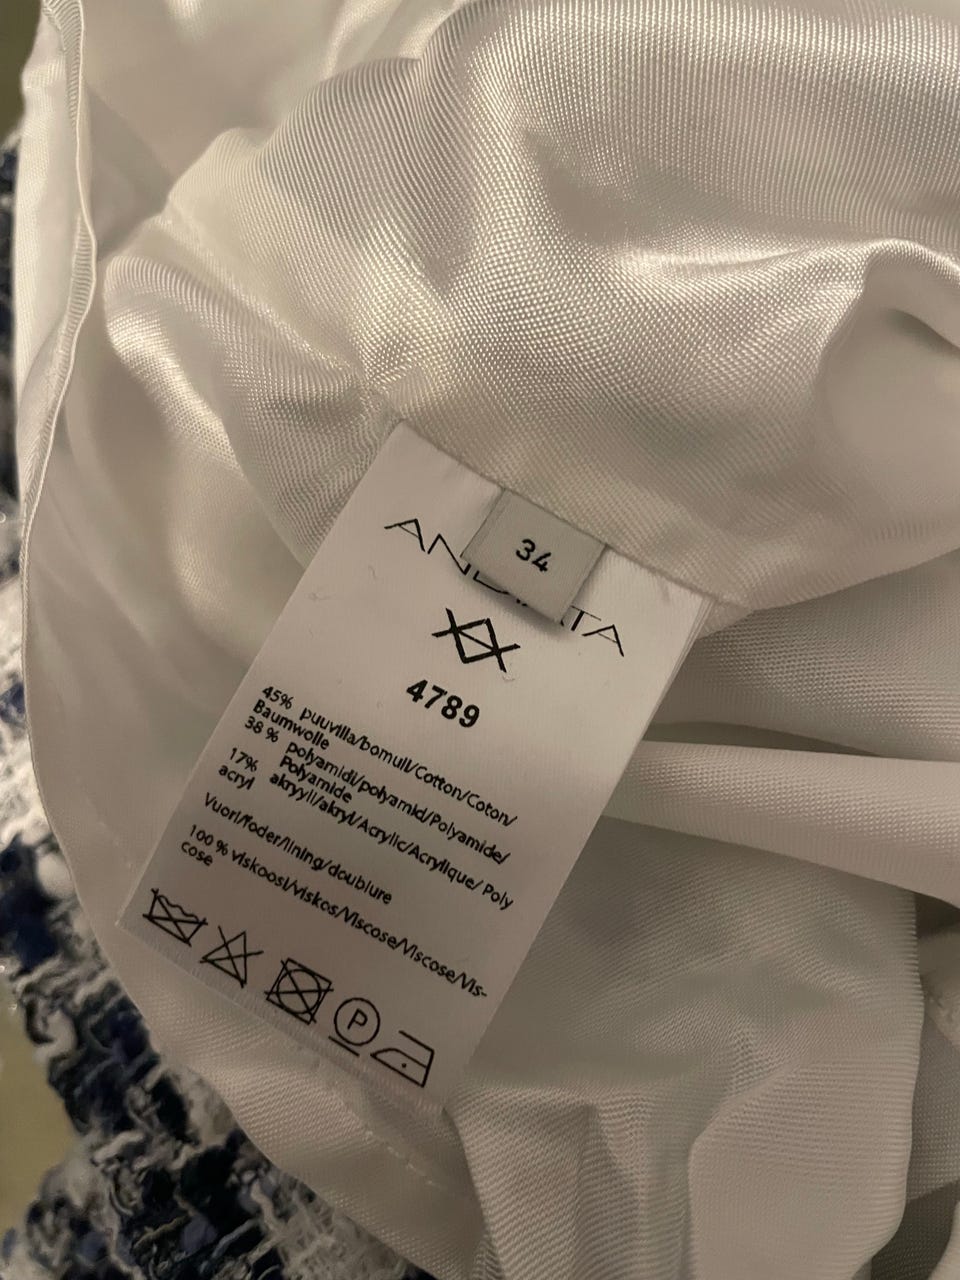 34
4789
45% puuvilla/bomull/Cotton/Coton/
Baumwolle
38 % polyamidi/polyamid/Polyamide/
Polyamide
17% akryyli/akryl/Acrylic/Acrylique/ Poly
acryl
Vuori/foder/lining/doublure
100 % viskoosi/viskos/Viscose/Viscose/Vis-
cose
P